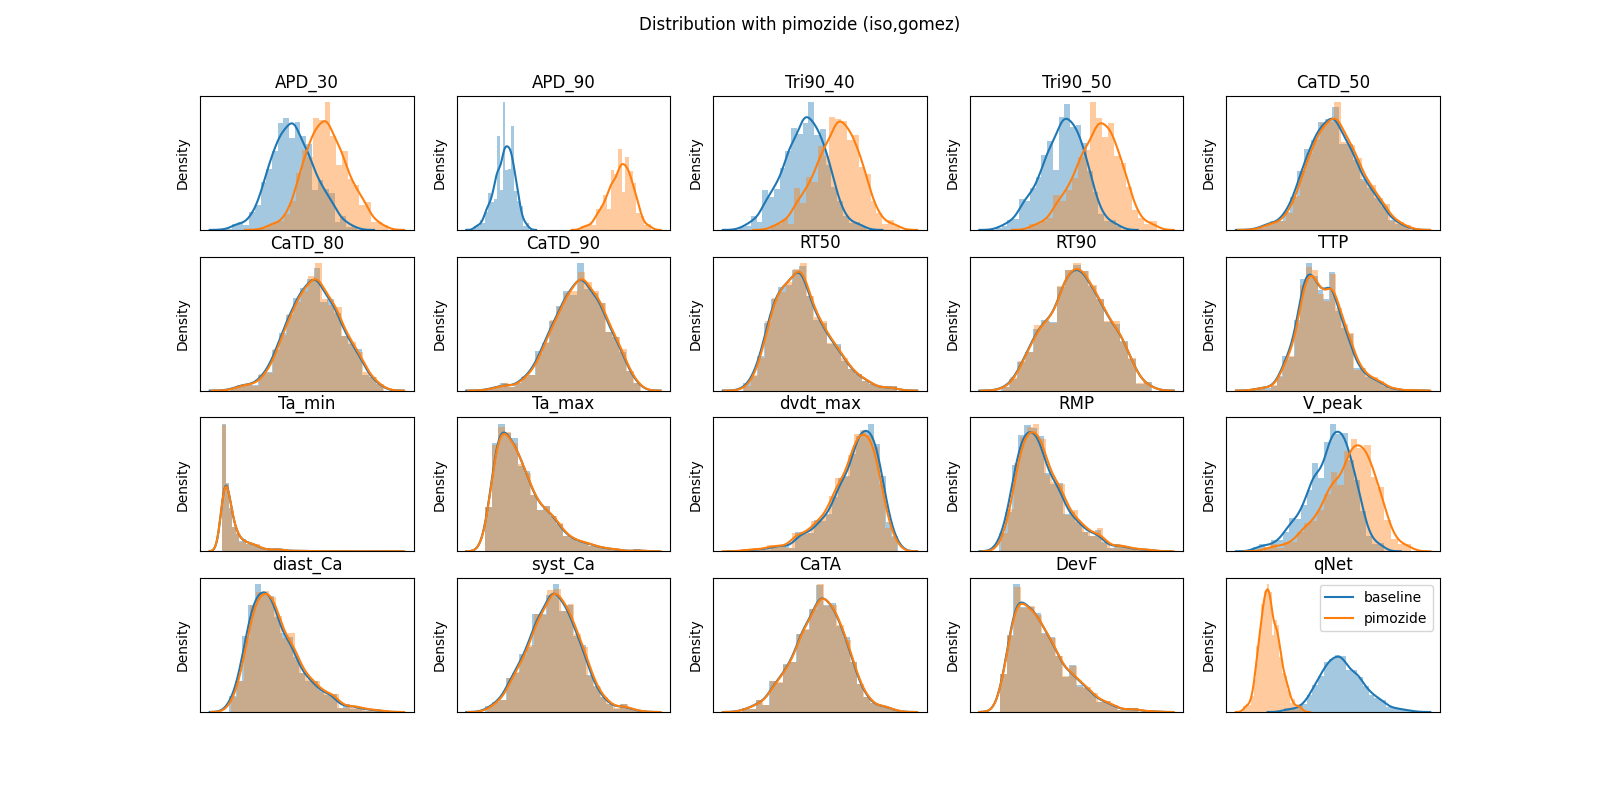 Distribution with pimozide (iso,gomez)
APD_30
APD_90
Tri90_40
Tri90_50
CaTD_50
Density
Density
Density
Density
Density
CaTD_80
CaTD_90
RT50
RT90
TTP
Density
Density
Density
Density
Density
Ta_min
Ta_max
dvdt_max
RMP
V_peak
Density
Density
Density
Density
Density
diast_Ca
syst_Ca
CaTA
DevF
qNet
Density
Density
Density
Density
Density
baseline
pimozide